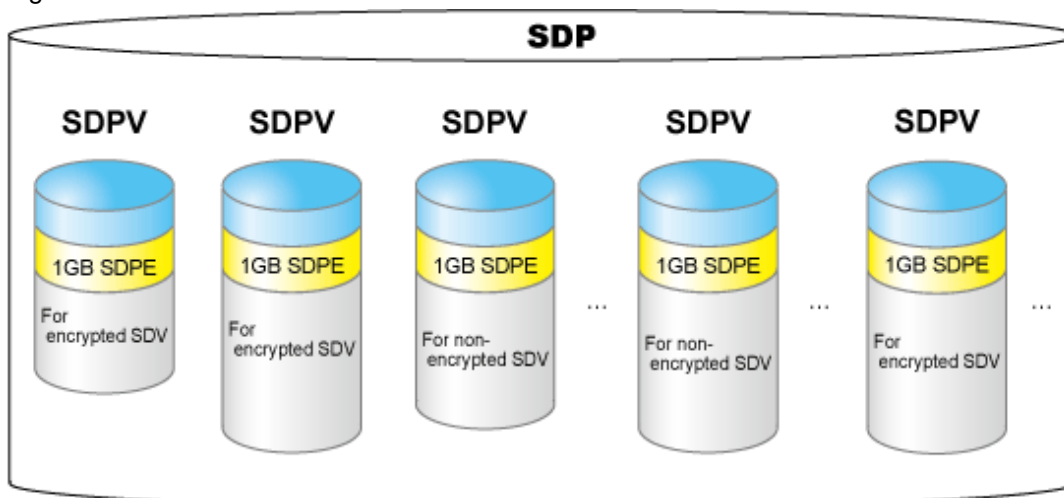 SDP
SDPV
SDPV
SDPV
SDPV
SDPV
1GB SDPE
1GB SDPE
1GB SDPE
1GB SDPE
1GB SDPE
For
encrypted SDV
For
encrypted SDV
For non-
encrypted SDV
...
For non-
encrypted SDV
...
For
encrypted SDV
...